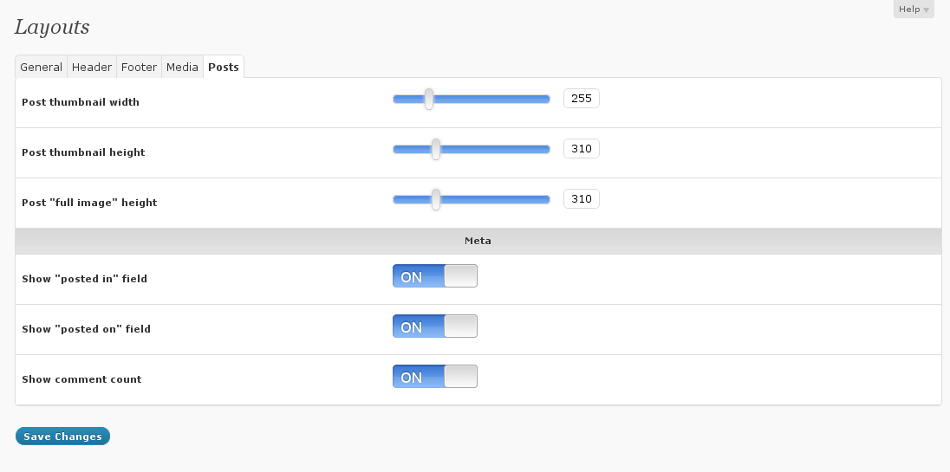 Help
Layouts
General Header Footer Media Posts
Post thumbnail width 255
Post thumbnail height 310
Post "full image" height 310
Meta
Show "posted in" field ON
Show "posted on" field ON
Show comment count ON
Save Changes